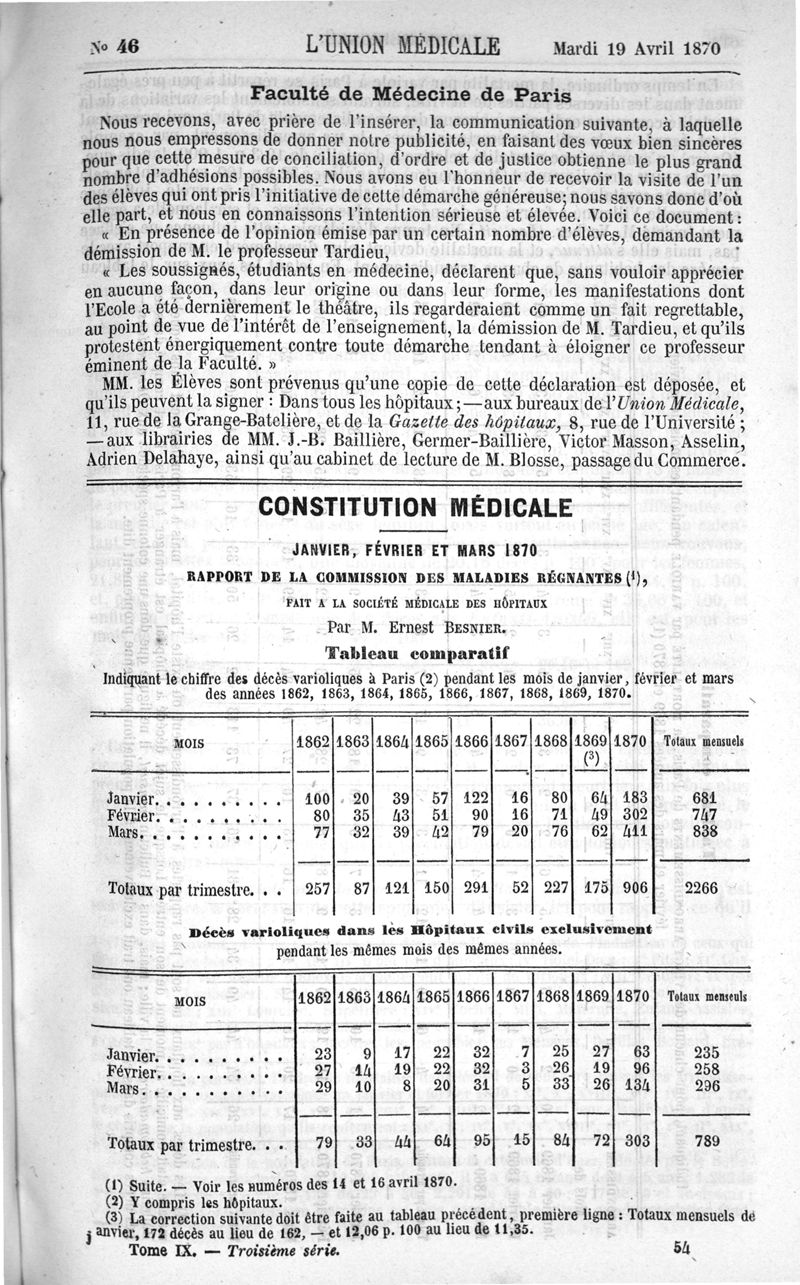 No 46 L'UNION MÉDICALE Mardi 19 Avril 1870
Faculté de Médecine de Paris
Nous recevons, avec prière de l'insérer, la communication suivante, à laquelle
nous nous empressons de donner notre publicité, en faisant des vœux bien sincères
pour que cette mesure de conciliation, d'ordre et de justice obtienne le plus grand
nombre d'adhésions possibles. Nous avons eu l'honneur de recevoir la visite de l'un
des élèves qui ont pris l'initiative de cette démarche généreuse; nous savons donc d'où
elle part, et nous en connaissons l'intention sérieuse et élevée. Voici ce document:
« En présence de l'opinion émise par un certain nombre d'élèves, demandant la
démission de M. le professeur Tardieu,
« Les soussignés, étudiants en médecine, déclarent que, sans vouloir apprécier
en aucune façon, dans leur origine ou dans leur forme, les manifestations dont
l'Ecole a été dernièrement le théâtre, ils regarderaient comme un fait regrettable,
au point de vue de l'intérêt de l'enseignement, la démission de M. Tardieu, et qu'ils
protestent énergiquement contre toute démarche tendant à éloigner ce professeur
éminent de la Faculté. »
MM. les Élèves sont prévenus qu'une copie de cette déclaration est déposée, et
qu'ils peuvent la signer : Dans tous les hôpitaux; — aux bureaux de l'Union Médicale,
11, rue de la Grange-Batelière, et de la Gazette des hôpitaux, 8, rue de l'Université;
— aux librairies de MM. J.-B. Baillière, Germer-Baillière, Victor Masson, Asselin,
Adrien Delahaye, ainsi qu'au cabinet de lecture de M. Blosse, passage du Commerce.
CONSTITUTION MÉDICALE
JANVIER, FÉVRIER ET MARS 1870
RAPPORT DE LA COMMISSION DES MALADIES RÉGNANTES (1),
FAIT A LA SOCIÉTÉ MÉDICALE DES HÔPITAUX
Par M. Ernest BESNIER.
Tableau comparatif
Indiquant le chiffre des décès varioliques à Paris (2) pendant les mois de janvier, février et mars
des années 1862, 1863, 1864, 1865, 1866, 1867, 1868, 1869, 1870.
MOIS 1862 1863 1864 1865 1866 1867 1868 1869 (3) 1870 Totaux mensuels
Janvier. . . . . . . . . . 100 20 39 57 122 16 80 64 183 681
Février. . . . . . . . . . 80 35 43 51 90 16 71 49 302 747
Mars. . . . . . . . . . . 77 32 39 42 79 20 76 62 411 838
Totaux par trimestre. . . 257 87 121 150 291 52 227 175 906 2266
Décès varioliques dans les Hôpitaux civils exclusivement
pendant les mêmes mois des mêmes années.
MOIS 1862 1863 1864 1865 1866 1867 1868 1869 1870 Totaux menseuls
Janvier. . . . . . . . . . 23 9 17 22 32 7 25 27 63 235
Février. . . . . . . . . . 27 14 19 22 32 3 26 19 96 258
Mars. . . . . . . . . . . 29 10 8 20 31 5 33 26 134 296
Totaux par trimestre. . . 79 33 44 64 95 15 84 72 303 789
(1) Suite. — Voir les numéros des 14 et 16 avril 1870.
(2) Y compris les hôpitaux.
(3) La correction suivante doit être faite au tableau précédent, première ligne : Totaux mensuels de
janvier, 172 décès au lieu de 162, — et 12,06 p. 100 au lieu de 11,35.
Tome IX. — Troisième série. 54